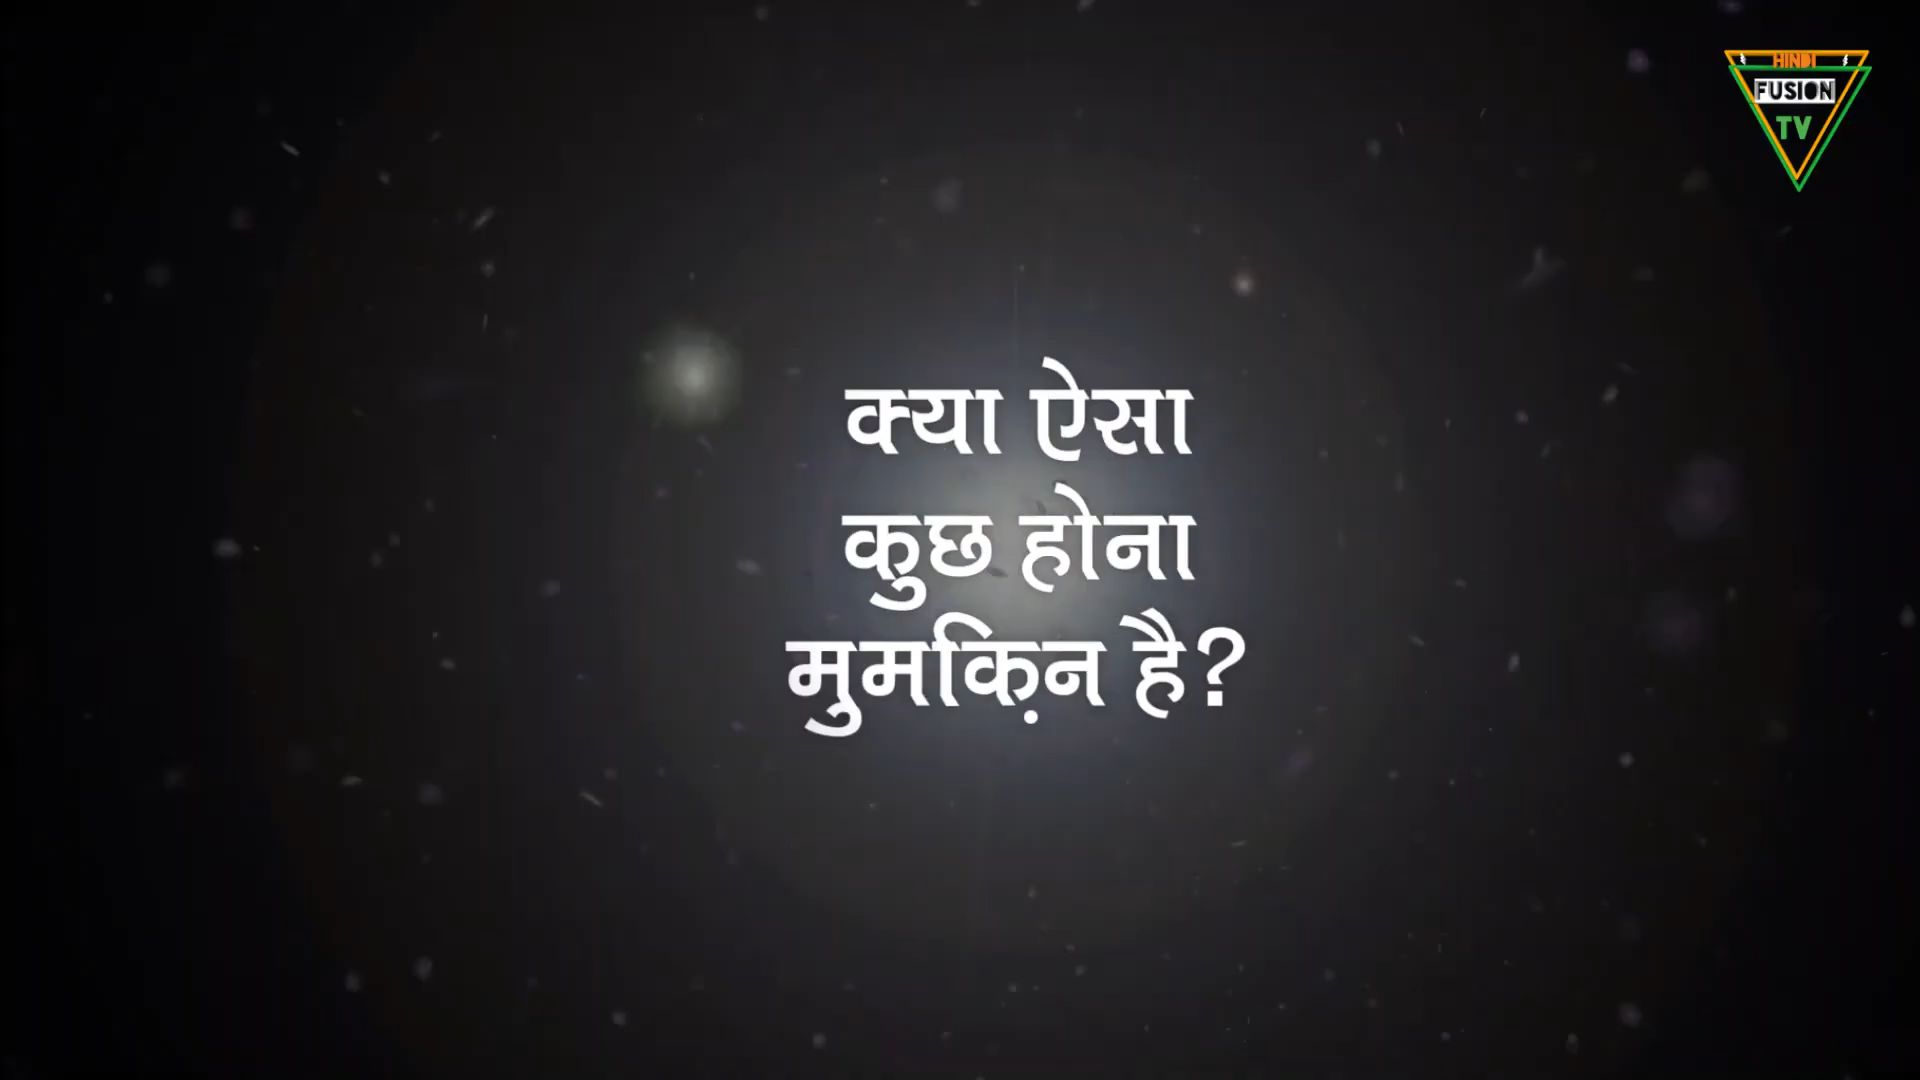 HINDI
FUSION
TV
क्या ऐसा
कुछ होना
मुमक़िन है?